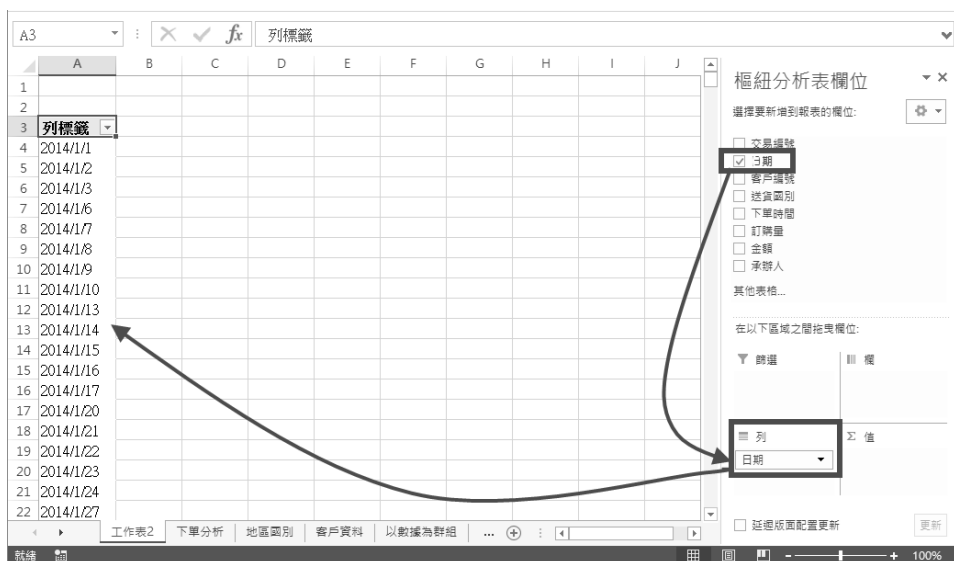 A3 fx 列標籤
A B C D E F G H I J
1
2
3 列標籤
4 2014/1/1
5 2014/1/2
6 2014/1/3
7 2014/1/6
8 2014/1/7
9 2014/1/8
10 2014/1/9
11 2014/1/10
12 2014/1/13
13 2014/1/14
14 2014/1/15
15 2014/1/16
16 2014/1/17
17 2014/1/20
18 2014/1/21
19 2014/1/22
20 2014/1/23
21 2014/1/24
22 2014/1/27
工作表2 下單分析 地區國別 客戶資料 以數據為群組 ...
就緒
100%
樞紐分析表欄位
選擇要新增到報表的欄位:
交易編號
日期
客戶編號
送貨國別
下單時間
訂購量
金額
承辦人
其他表格...
在以下區域之間拖曳欄位:
篩選
欄
列
Σ 值
日期
延遲版面配置更新 更新